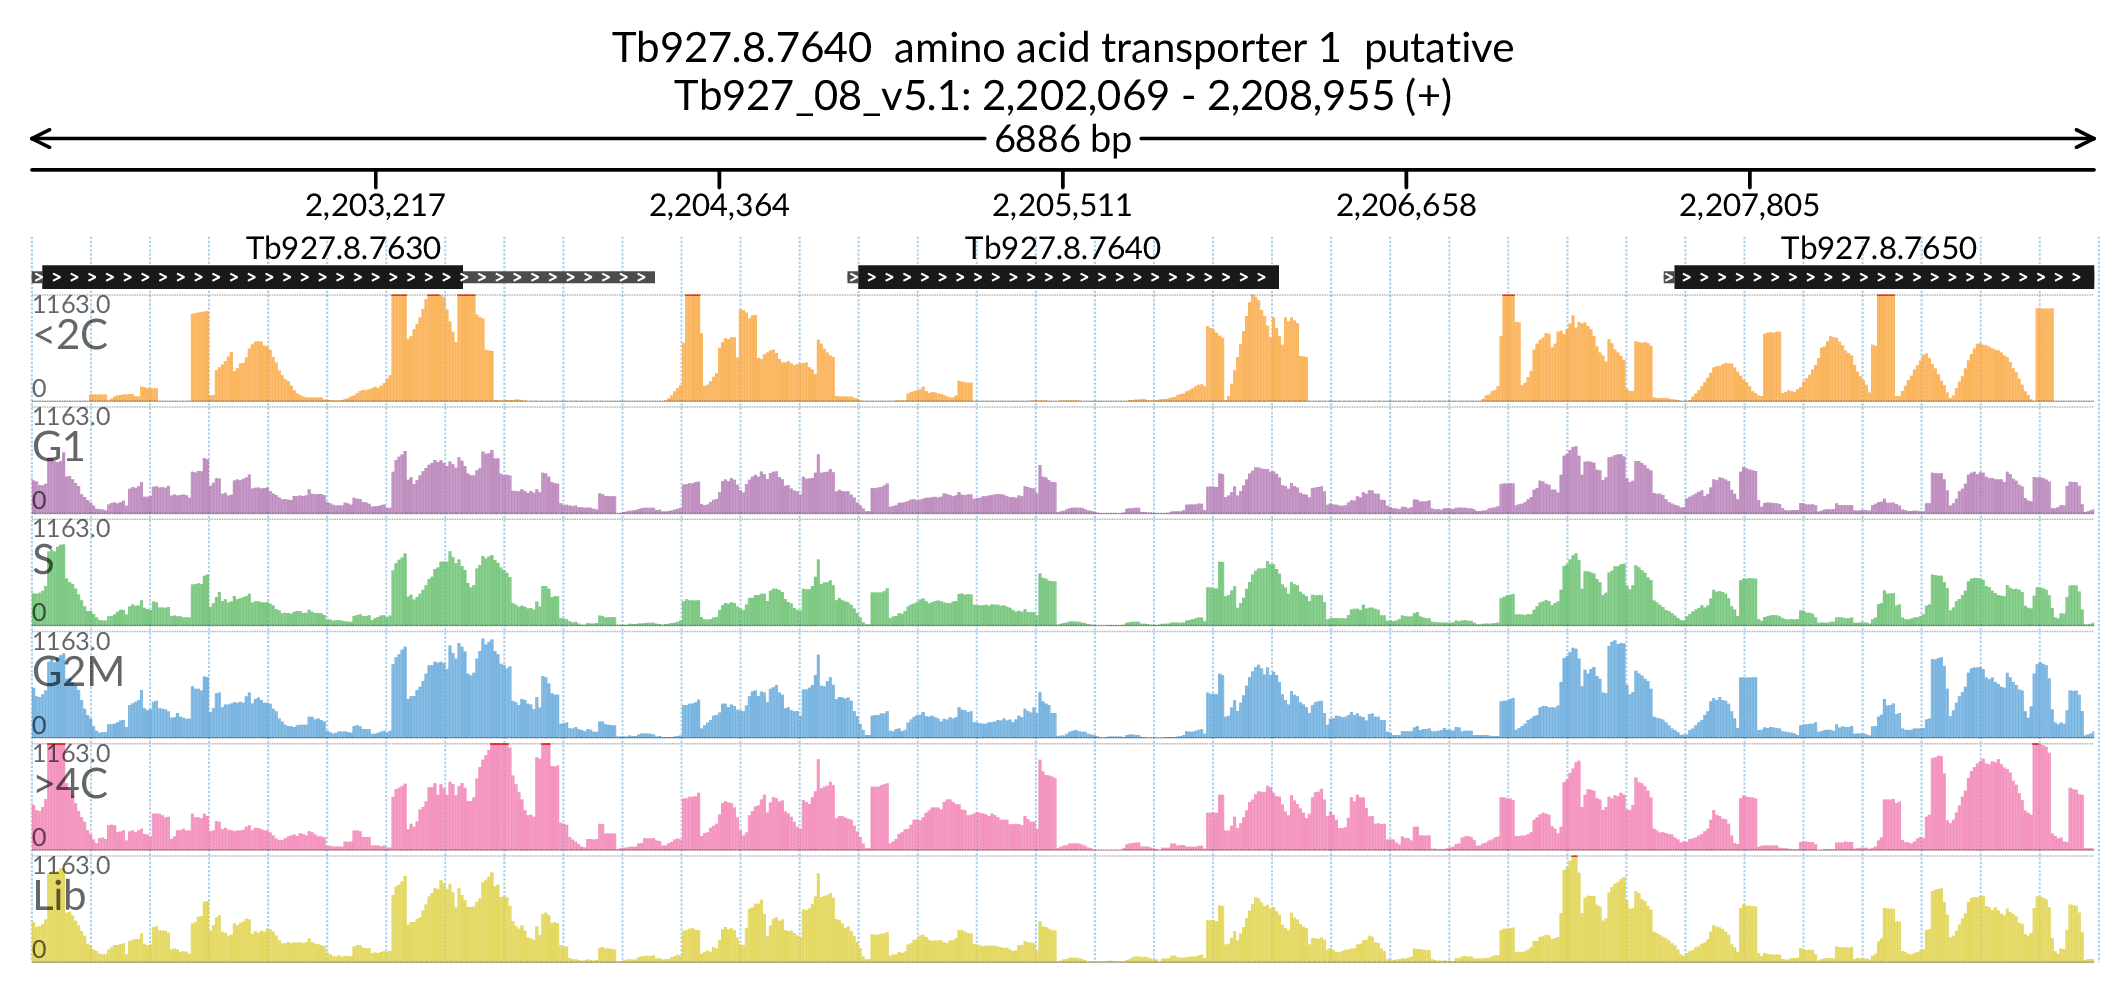 Tb927.8.7640  amino acid transporter 1  putative
Tb927_08_v5.1: 2,202,069 - 2,208,955 (+)
6886 bp
2,203,217 2,204,364 2,205,511 2,206,658 2,207,805
Tb927.8.7630 Tb927.8.7640 Tb927.8.7650
1163.0
<2C
0
1163.0
G1
0
1163.0
S
0
1163.0
G2M
0
1163.0
>4C
0
1163.0
Lib
0